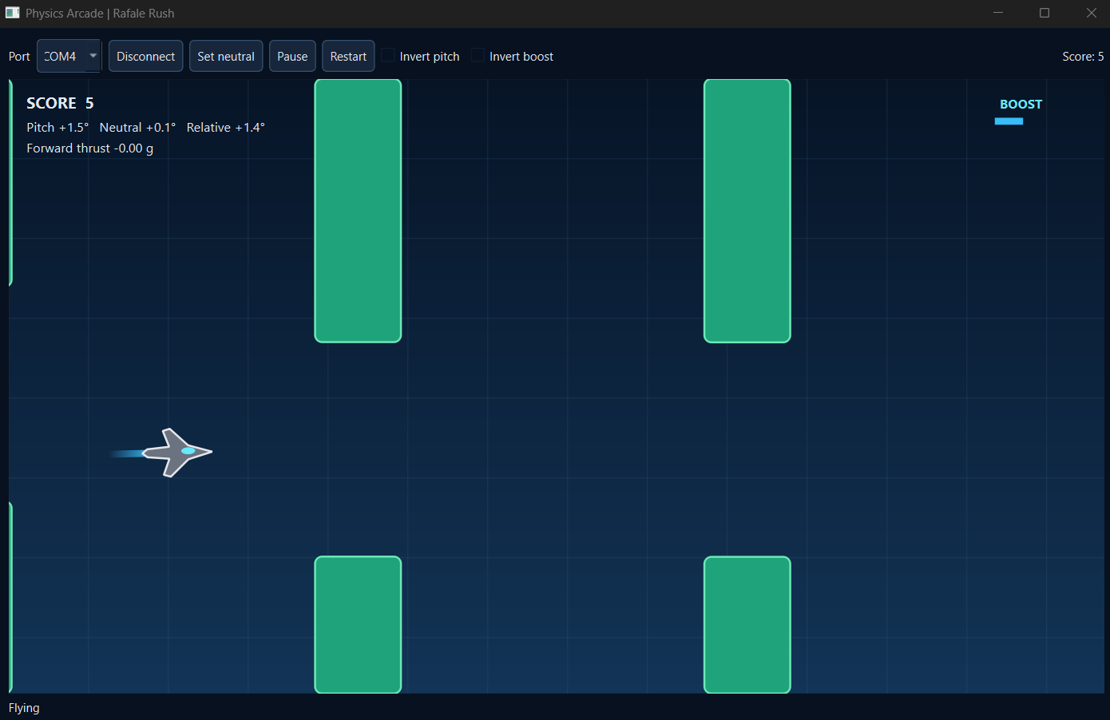 Physics Arcade | Rafale Rush
Port COM4 Disconnect Set neutral Pause Restart Invert pitch Invert boost Score: 5
SCORE 5
BOOST
Pitch +1.5° Neutral +0.1° Relative +1.4°
Forward thrust -0.00 g
Flying